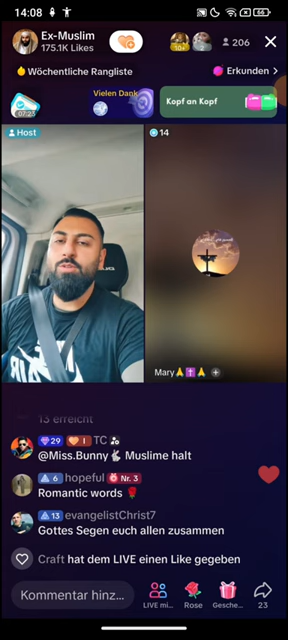 14:08
66
Ex-Muslim
175.1K Likes
206
Wöchentliche Rangliste
Erkunden >
07:23
Vielen Dank
Kopf an Kopf
Host
14
Mary
13 erreicht
29 1 TC
@Miss.Bunny Muslime halt
6 hopeful Nr. 3
Romantic words
13 evangelistChrist7
Gottes Segen euch allen zusammen
Craft hat dem LIVE einen Like gegeben
Kommentar hinz...
LIVE mi...
Rose
Gesche...
23